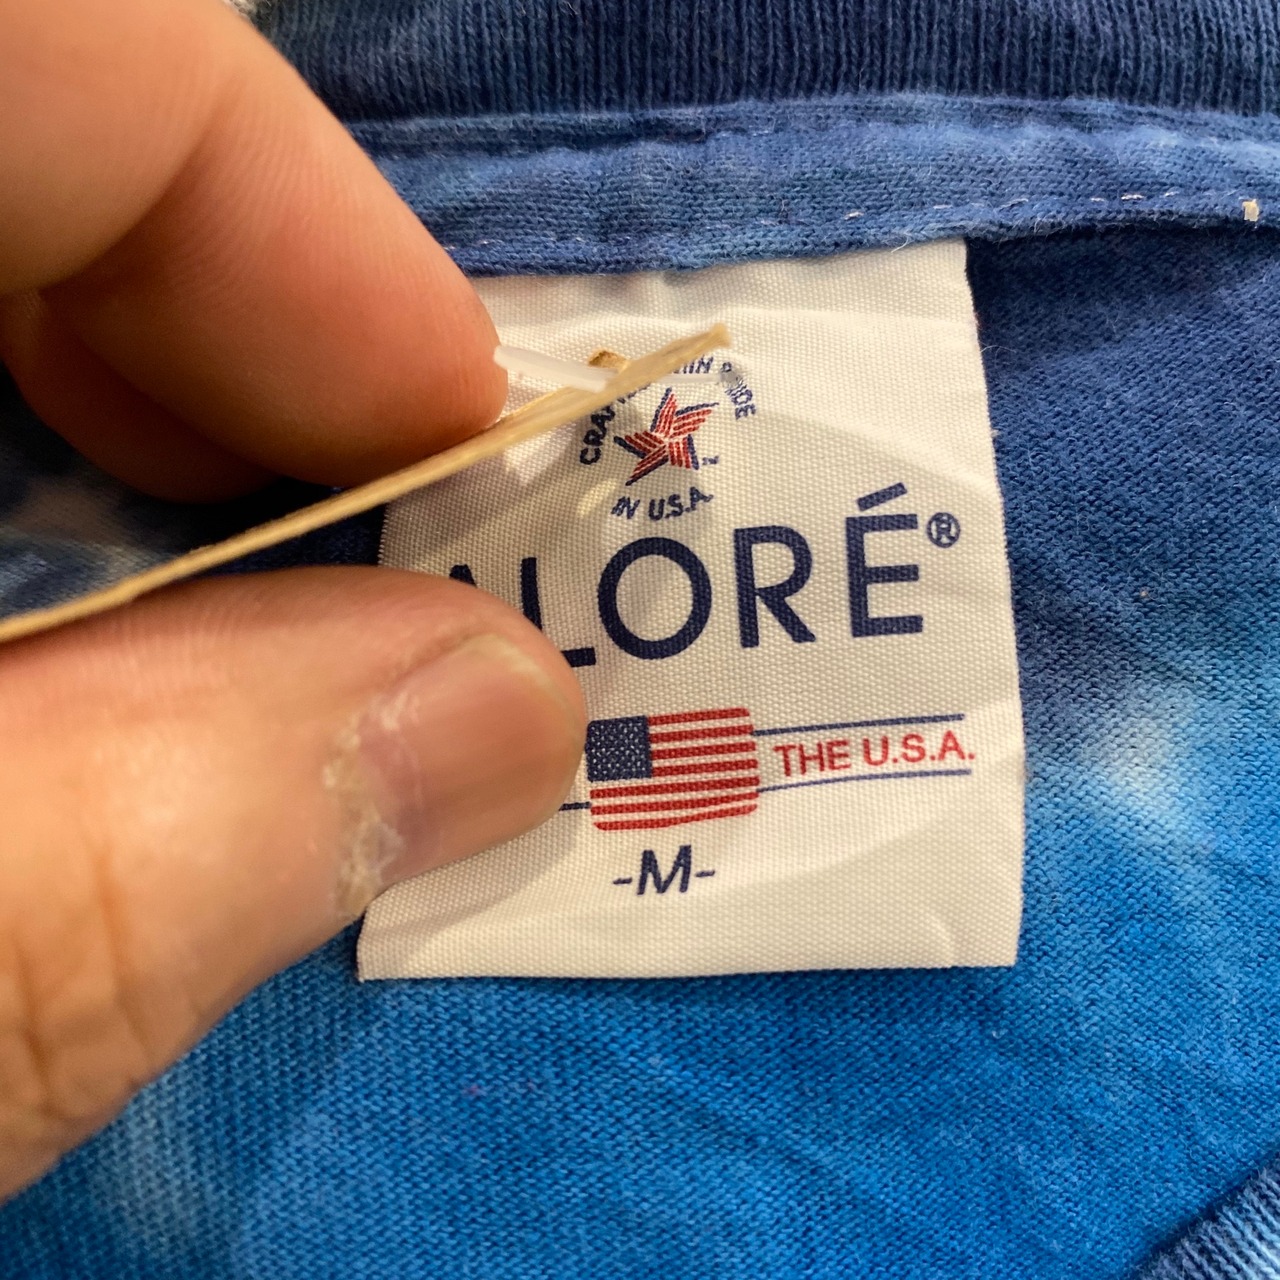 IN U.S.A
LORÉ®
THE U.S.A.
-M-